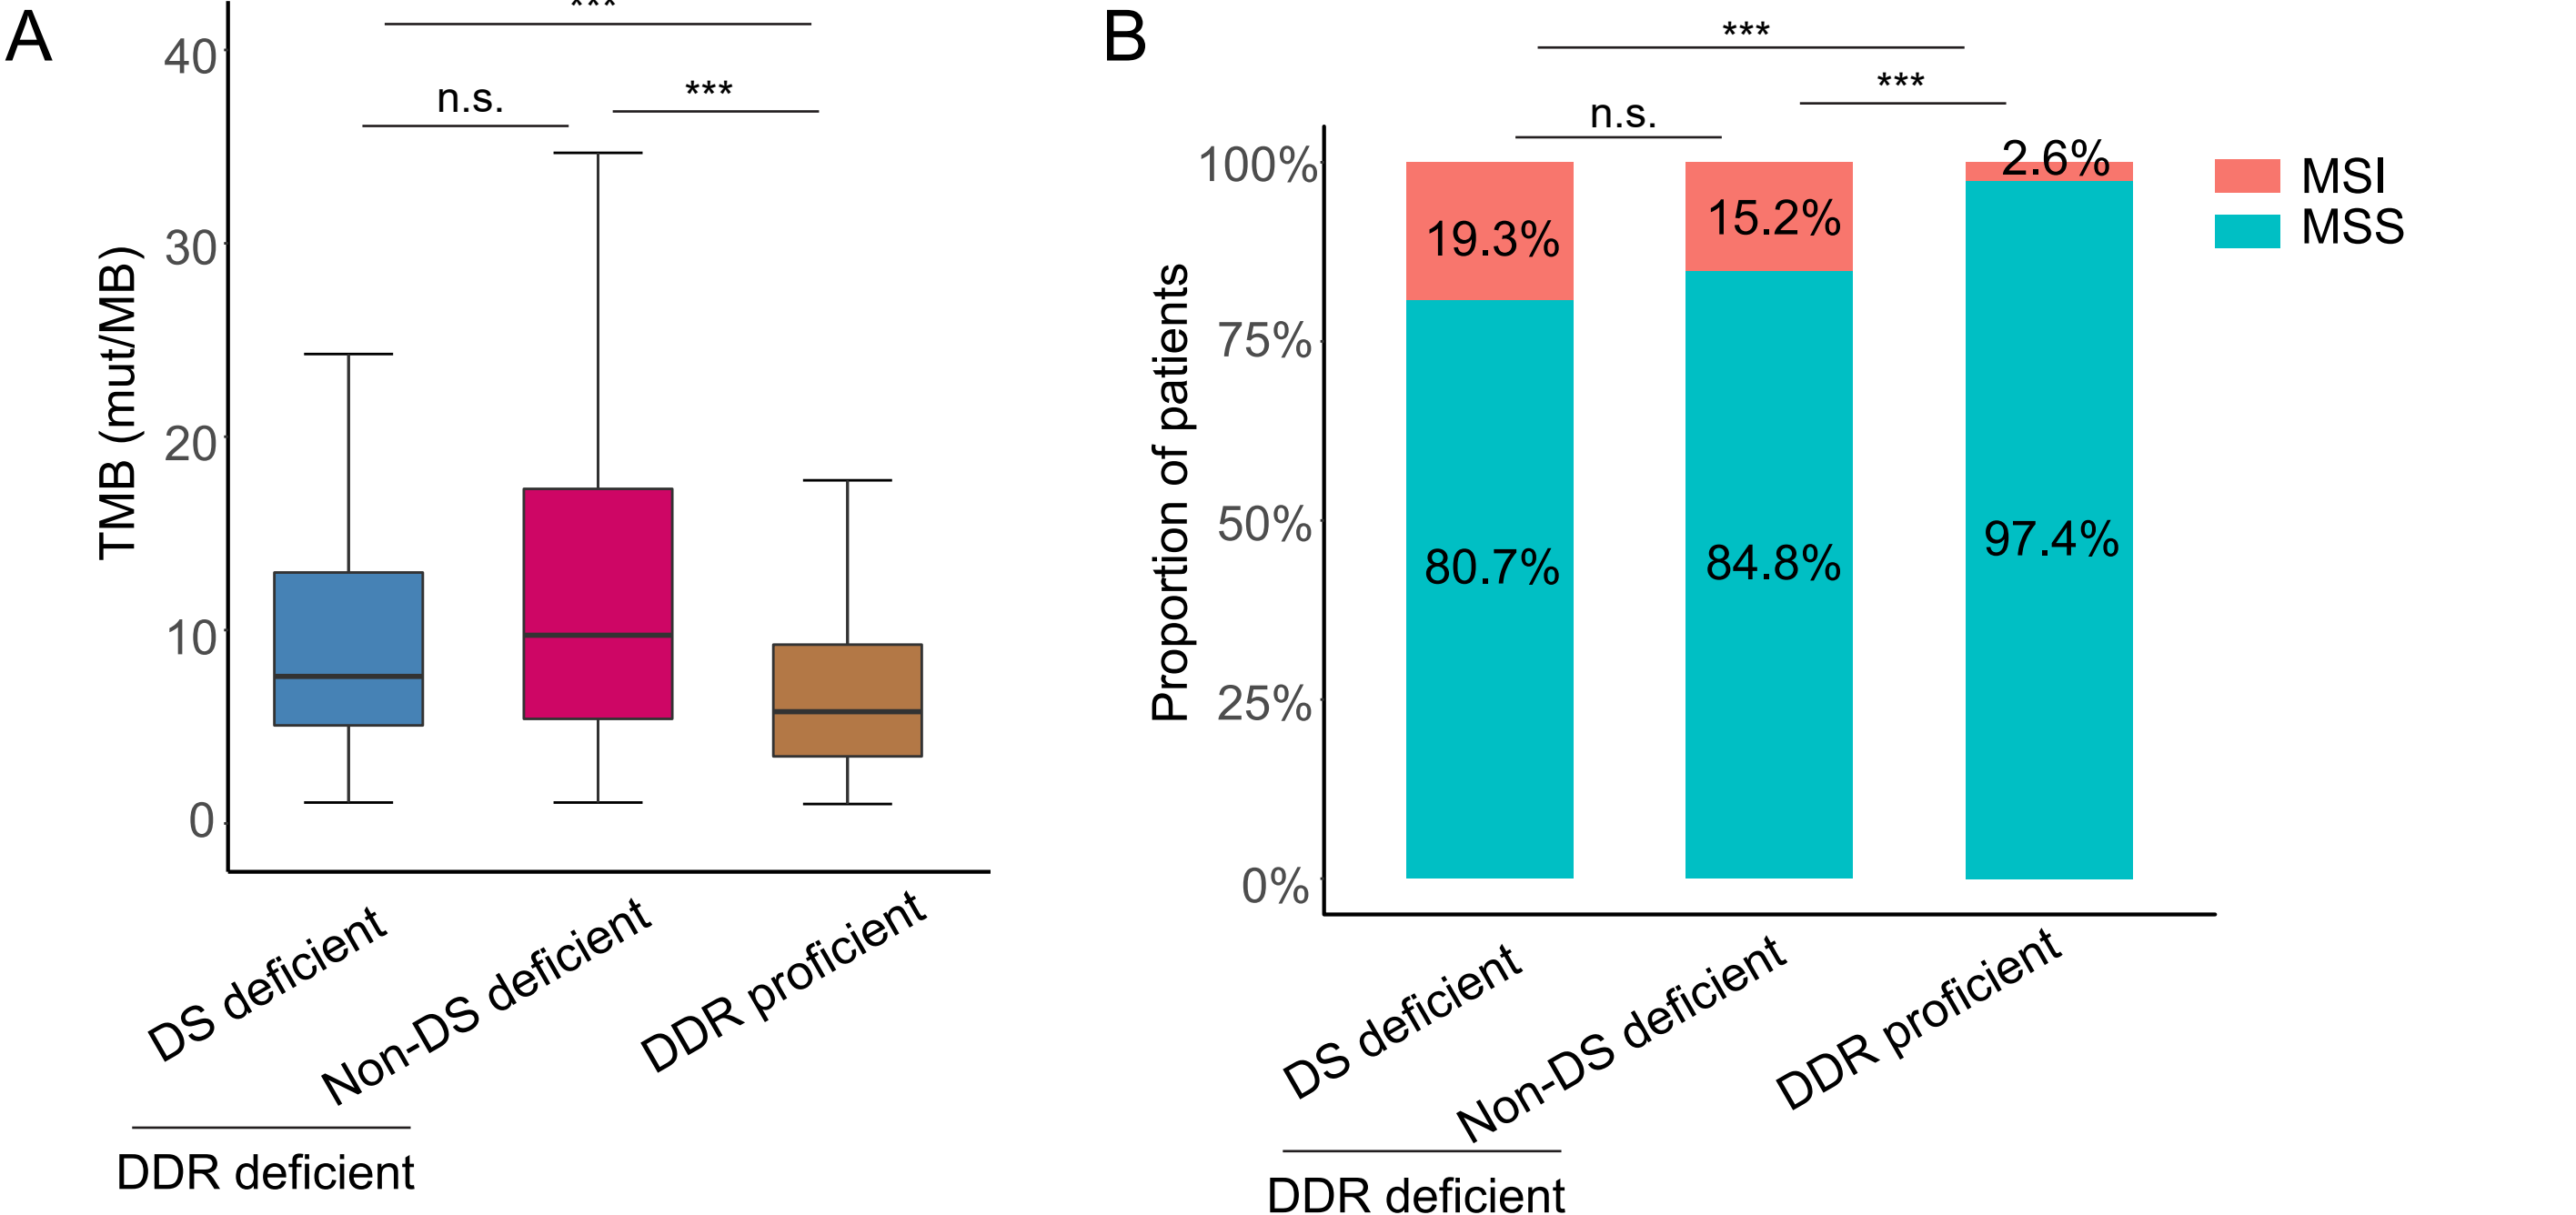 A
***
n.s.
***
40
30
20
10
0
TMB (mut/MB)
DS deficient
Non-DS deficient
DDR proficient
DDR deficient
B
***
***
n.s.
100%
75%
50%
25%
0%
Proportion of patients
19.3%
15.2%
2.6%
80.7%
84.8%
97.4%
MSI
MSS
DS deficient
Non-DS deficient
DDR proficient
DDR deficient